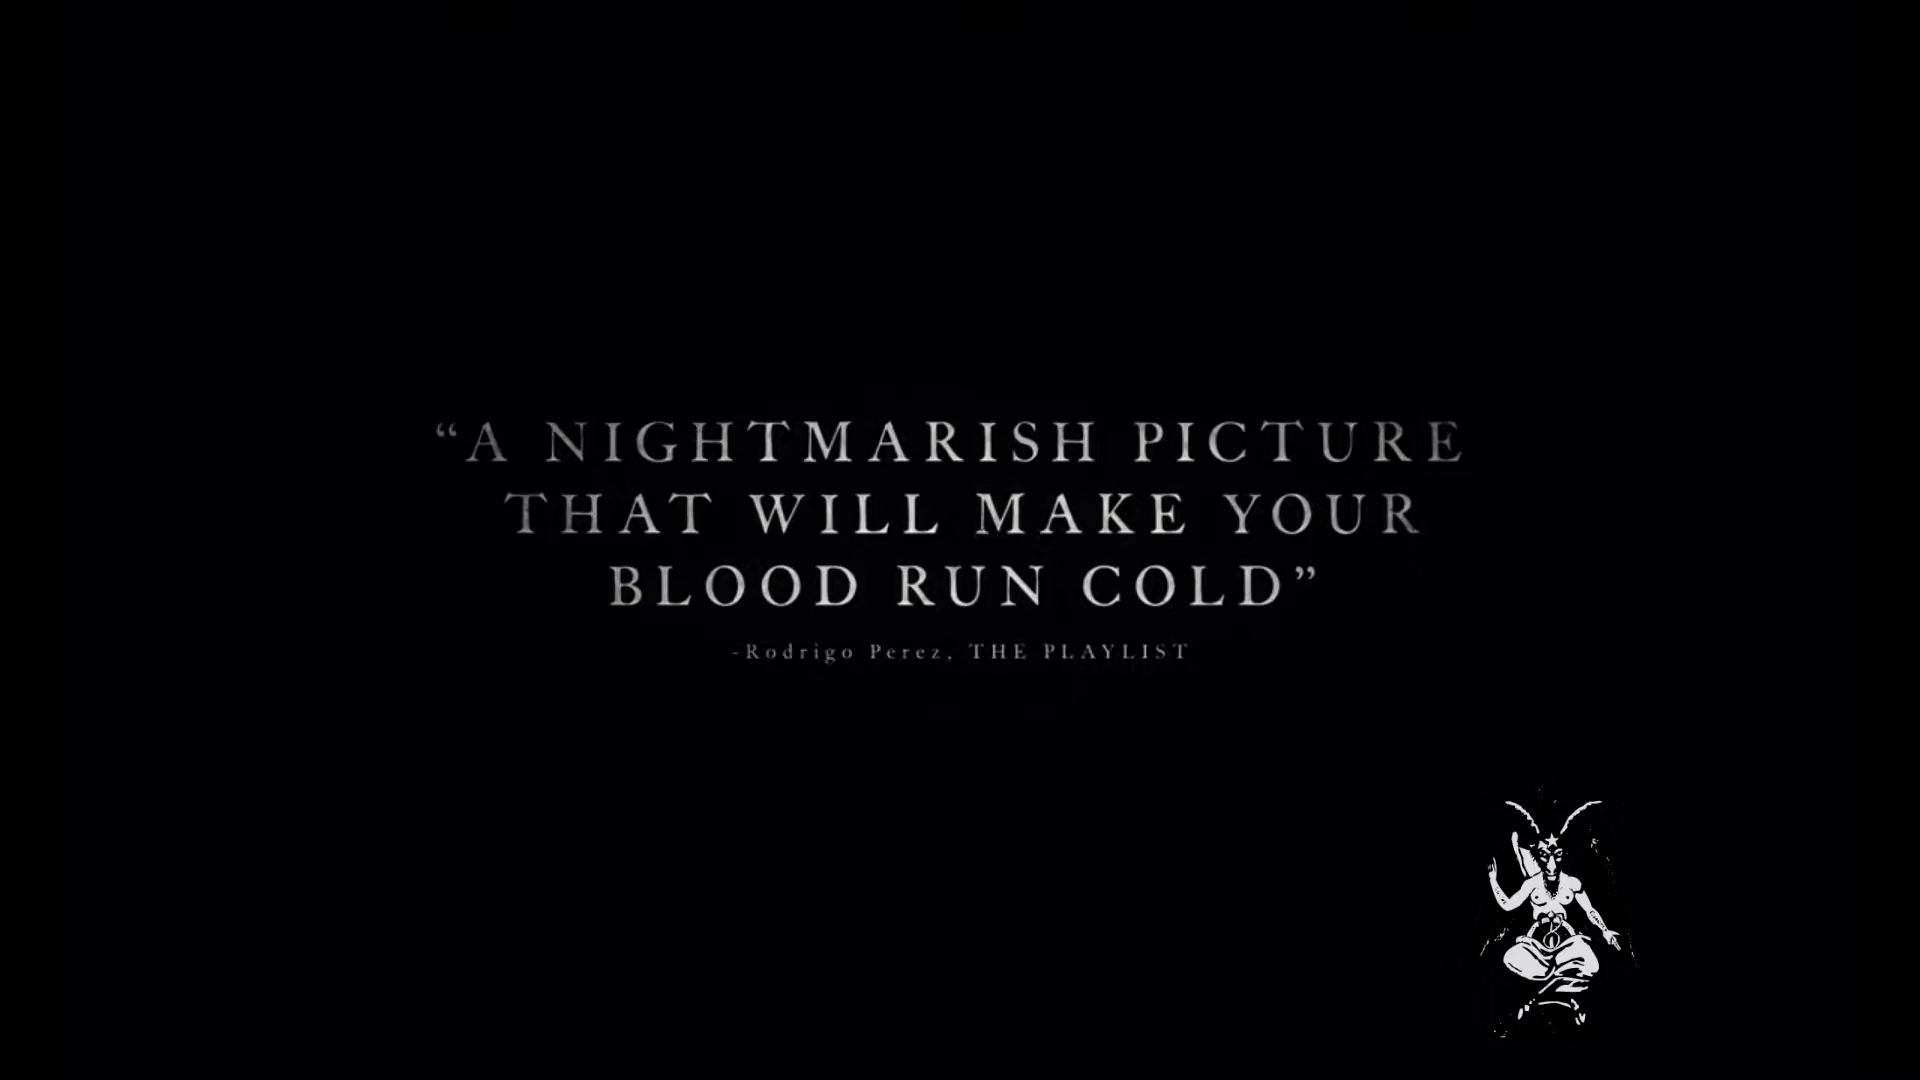 “A NIGHTMARISH PICTURE
THAT WILL MAKE YOUR
BLOOD RUN COLD”
-Rodrigo Perez, THE PLAYLIST